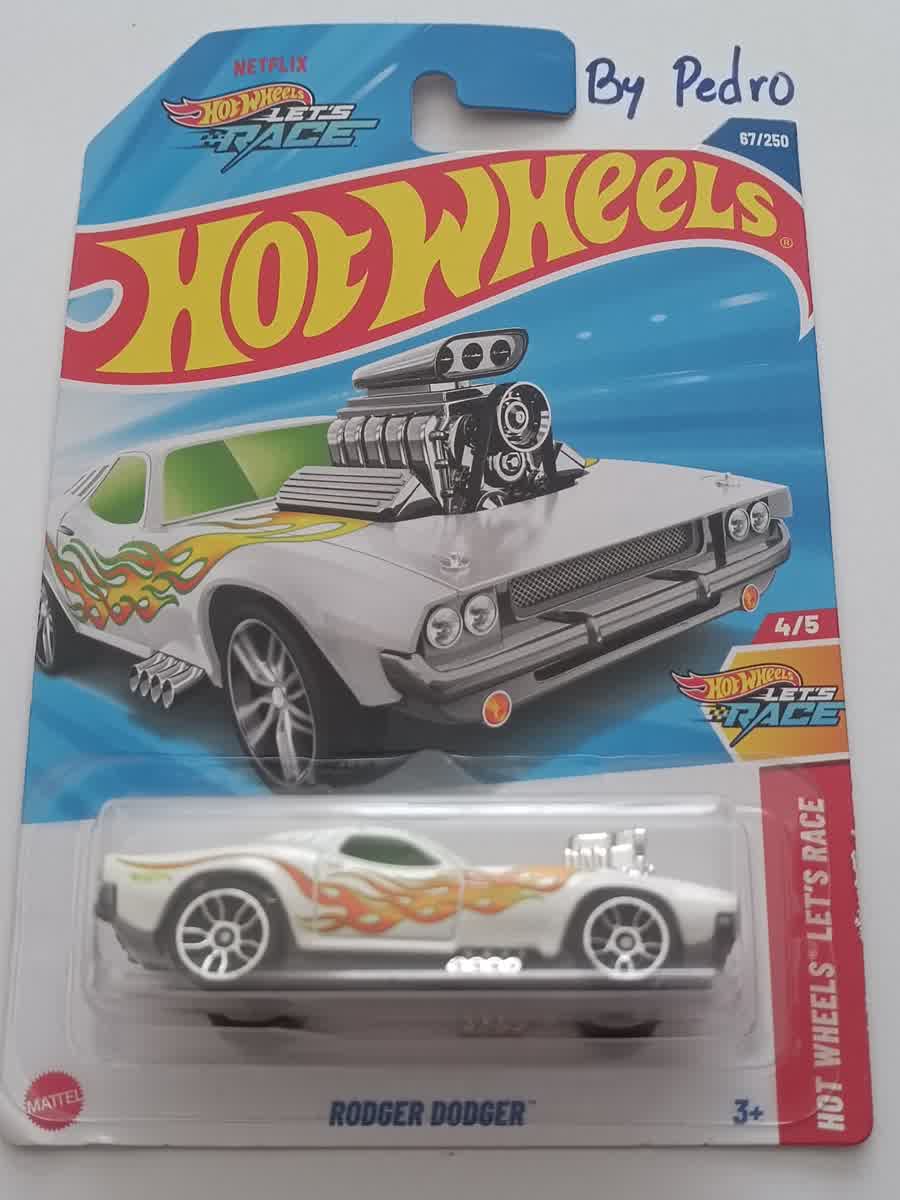 NETFLIX
HOT WHEELS
LET'S
RACE
By Pedro
67/250
HOT WHEELS®
4/5
HOT WHEELS
LET'S
RACE
HOT WHEELS® LET'S RACE
MATTEL
RODGER DODGER™
3+